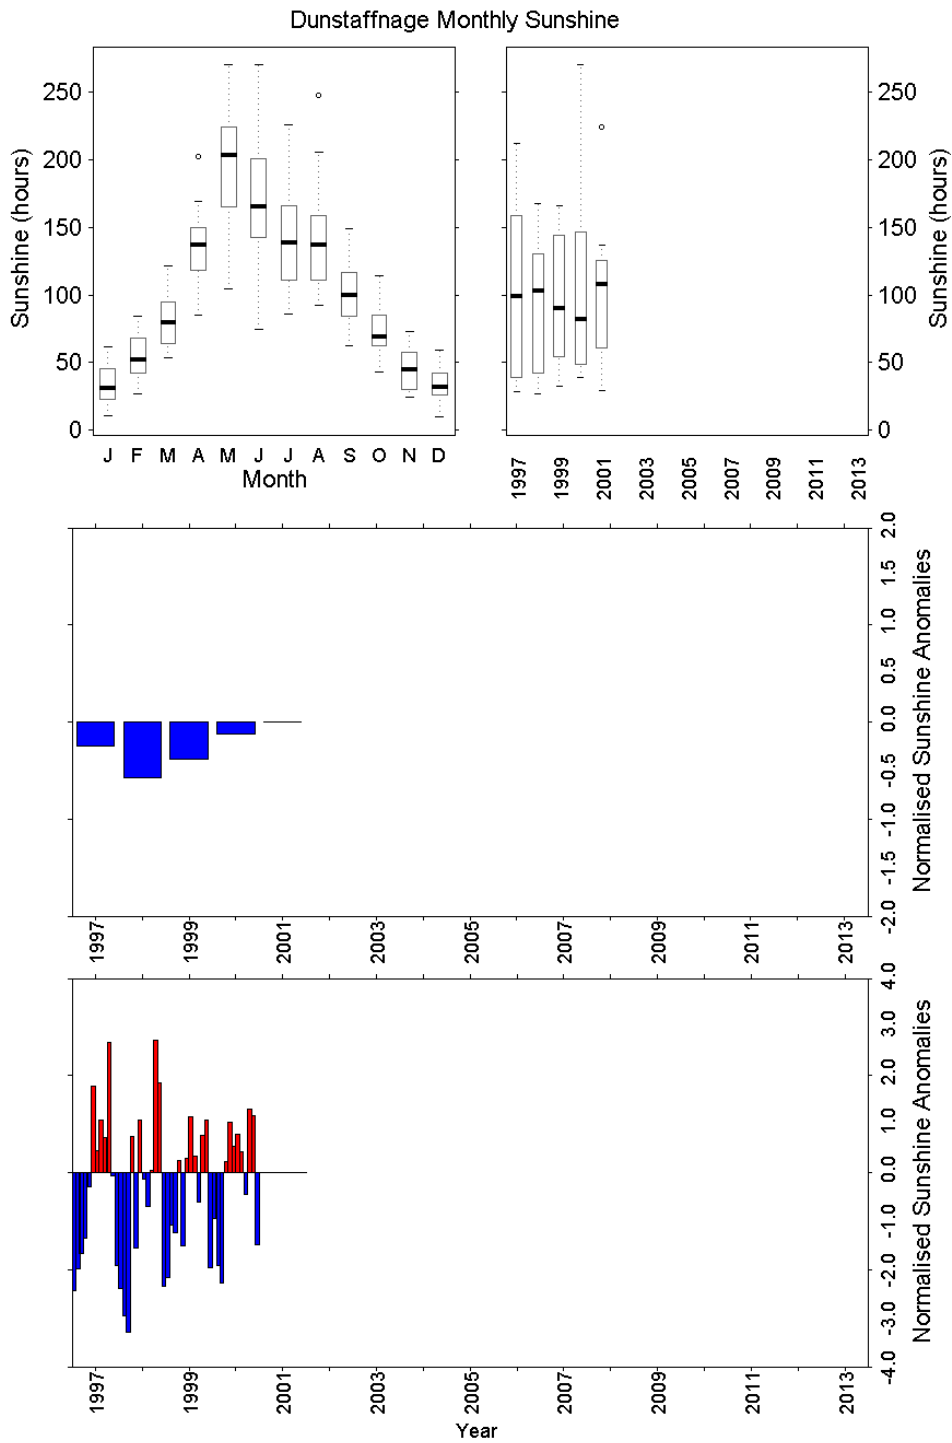 Dunstaffnage Monthly Sunshine
Sunshine (hours)
250
200
150
100
50
0
J F M A M J J A S O N D
Month
250
200
150
100
50
0
Sunshine (hours)
1997 1999 2001 2003 2005 2007 2009 2011 2013
2.0
1.5
1.0
0.5
0.0
-0.5
-1.0
-1.5
-2.0
Normalised Sunshine Anomalies
1997 1999 2001 2003 2005 2007 2009 2011 2013
4.0
3.0
2.0
1.0
0.0
-1.0
-2.0
-3.0
-4.0
Normalised Sunshine Anomalies
1997 1999 2001 2003 2005 2007 2009 2011 2013
Year